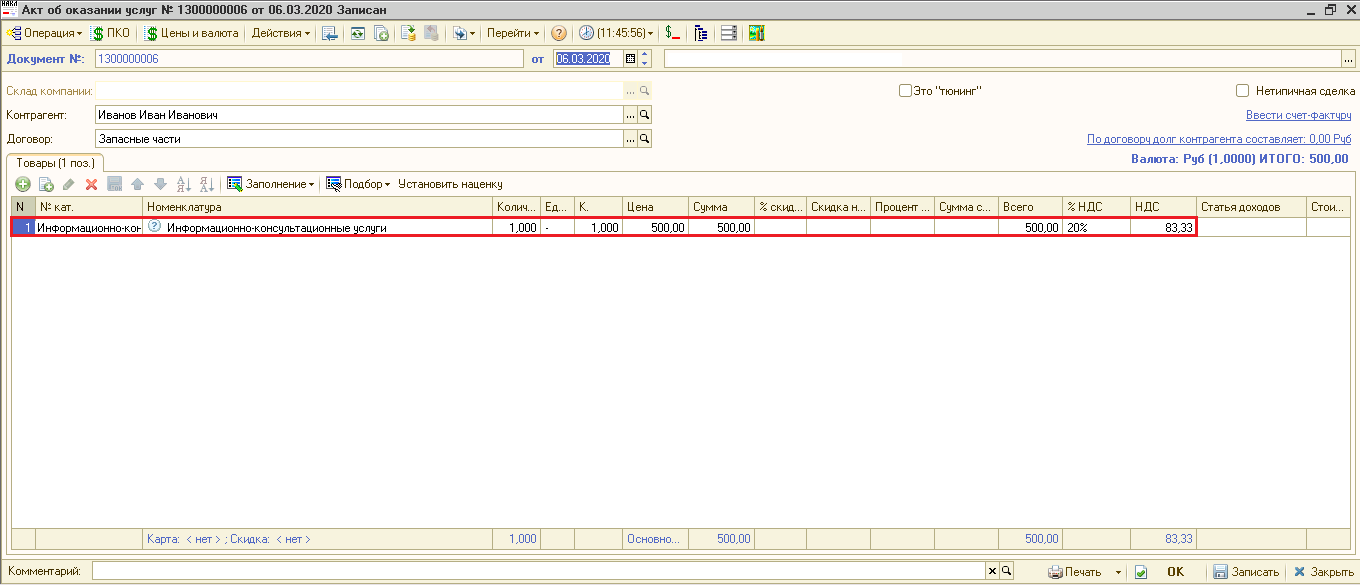 Акт об оказании услуг № 1300000006 от 06.03.2020 Записан
Операция ПКО Цены и валюта Действия Перейти (11:45:56)
Документ №: 1300000006 от 06.03.2020
Склад компании: Это "тюнинг" Нетипичная сделка
Контрагент: Иванов Иван Иванович Ввести счет-фактуру
Договор: Запасные части По договору долг контрагента составляет: 0,00 Руб
Товары (1 поз.) Валюта: Руб (1,0000) ИТОГО: 500,00
Заполнение Подбор Установить наценку
N № кат. Номенклатура Колич... Ед... К. Цена Сумма % скид... Скидка н... Процент ... Сумма с... Всего % НДС НДС Статья доходов Стои...
1 Информационно-кон Информационно-консультационные услуги 1,000 - 1,000 500,00 500,00 500,00 20% 83,33
Карта: < нет > ; Скидка: < нет > 1,000 Основно... 500,00 500,00 83,33
Комментарий: Печать OK Записать Закрыть